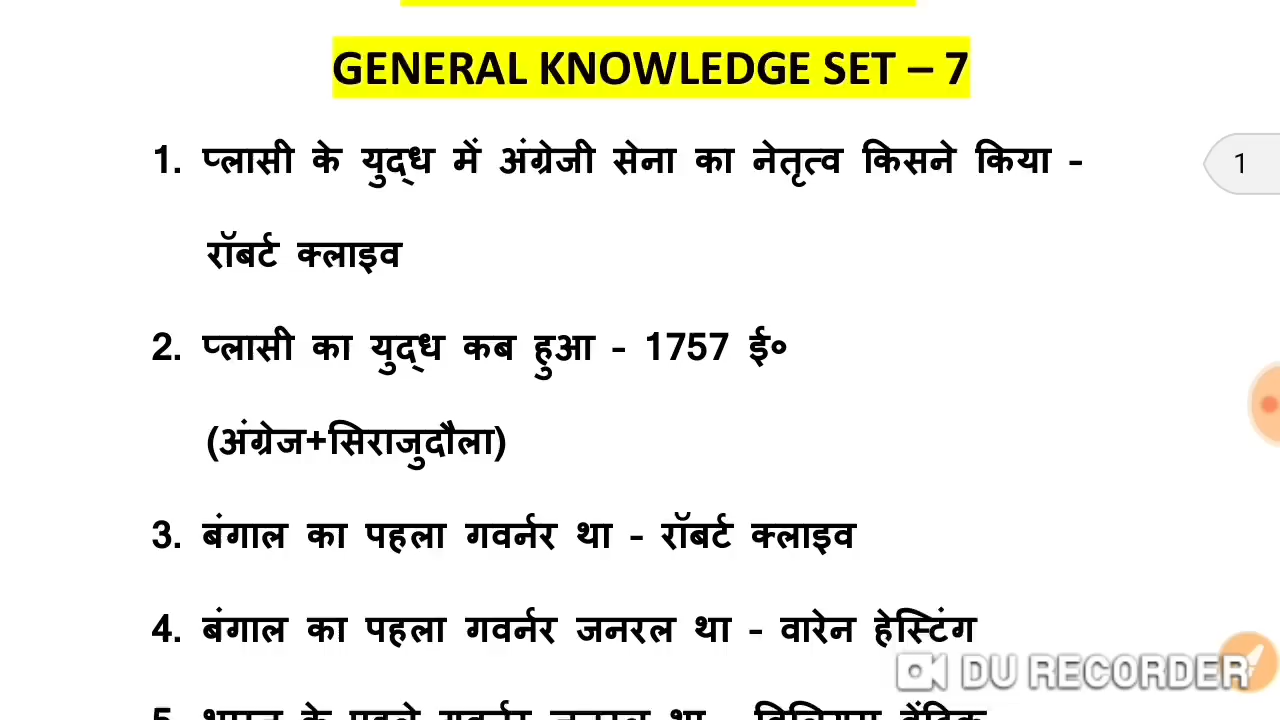 GENERAL KNOWLEDGE SET – 7
1. प्लासी के युद्ध में अंग्रेजी सेना का नेतृत्व किसने किया -
1
रॉबर्ट क्लाइव
2. प्लासी का युद्ध कब हुआ - 1757 ई०
(अंग्रेज+सिराजुदौला)
3. बंगाल का पहला गवर्नर था - रॉबर्ट क्लाइव
4. बंगाल का पहला गवर्नर जनरल था - वारेन हेस्टिंग
DU RECORDER
5.